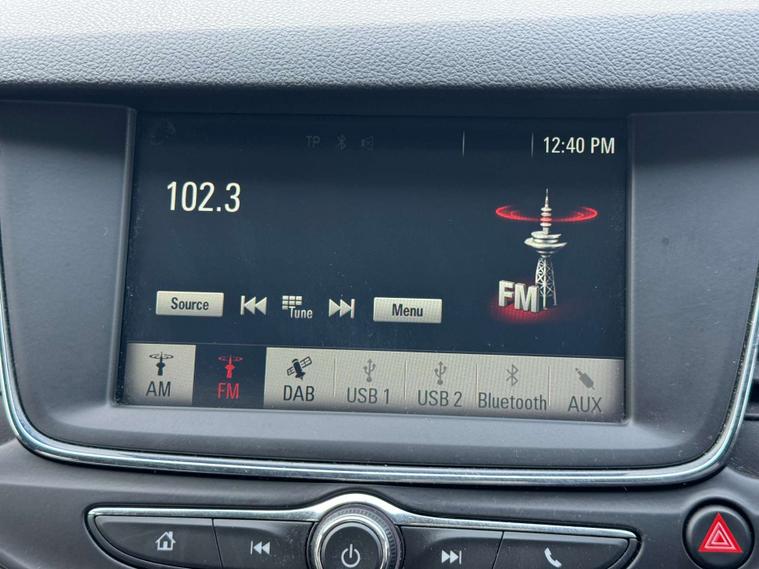 TP
12:40 PM
102.3
FM
Source
Tune
Menu
AM
FM
DAB
USB 1
USB 2
Bluetooth
AUX